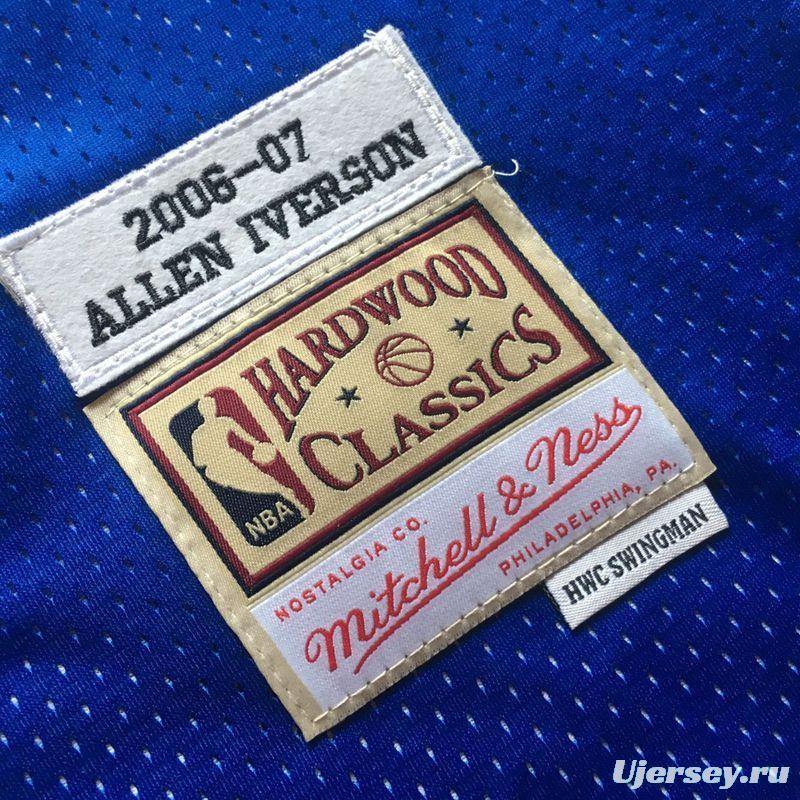 2006-07
ALLEN IVERSON
HARDWOOD
CLASSICS
NBA
NOSTALGIA CO.
Mitchell & Ness
PHILADELPHIA, PA.
HWC SWINGMAN
Ujersey.ru